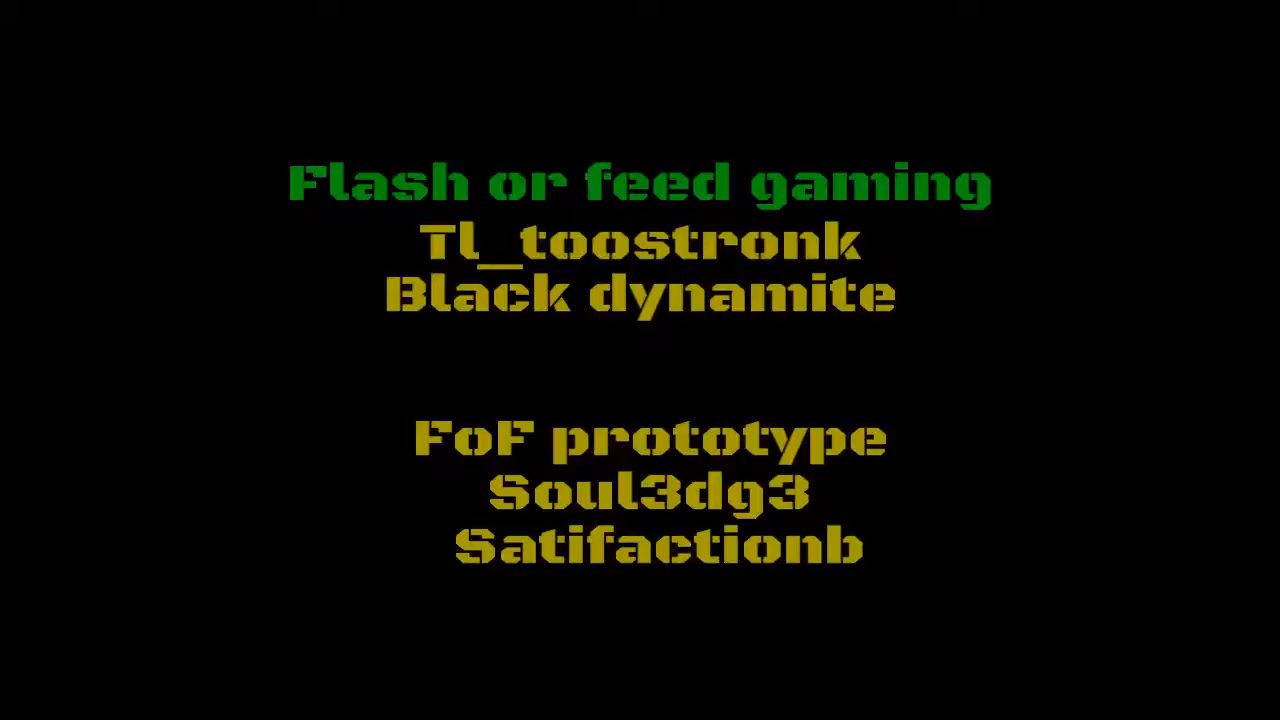 Flash or feed gaming
Tl_toostronk
Black dynamite
FoF prototype
Soul3dg3
Satifactionb